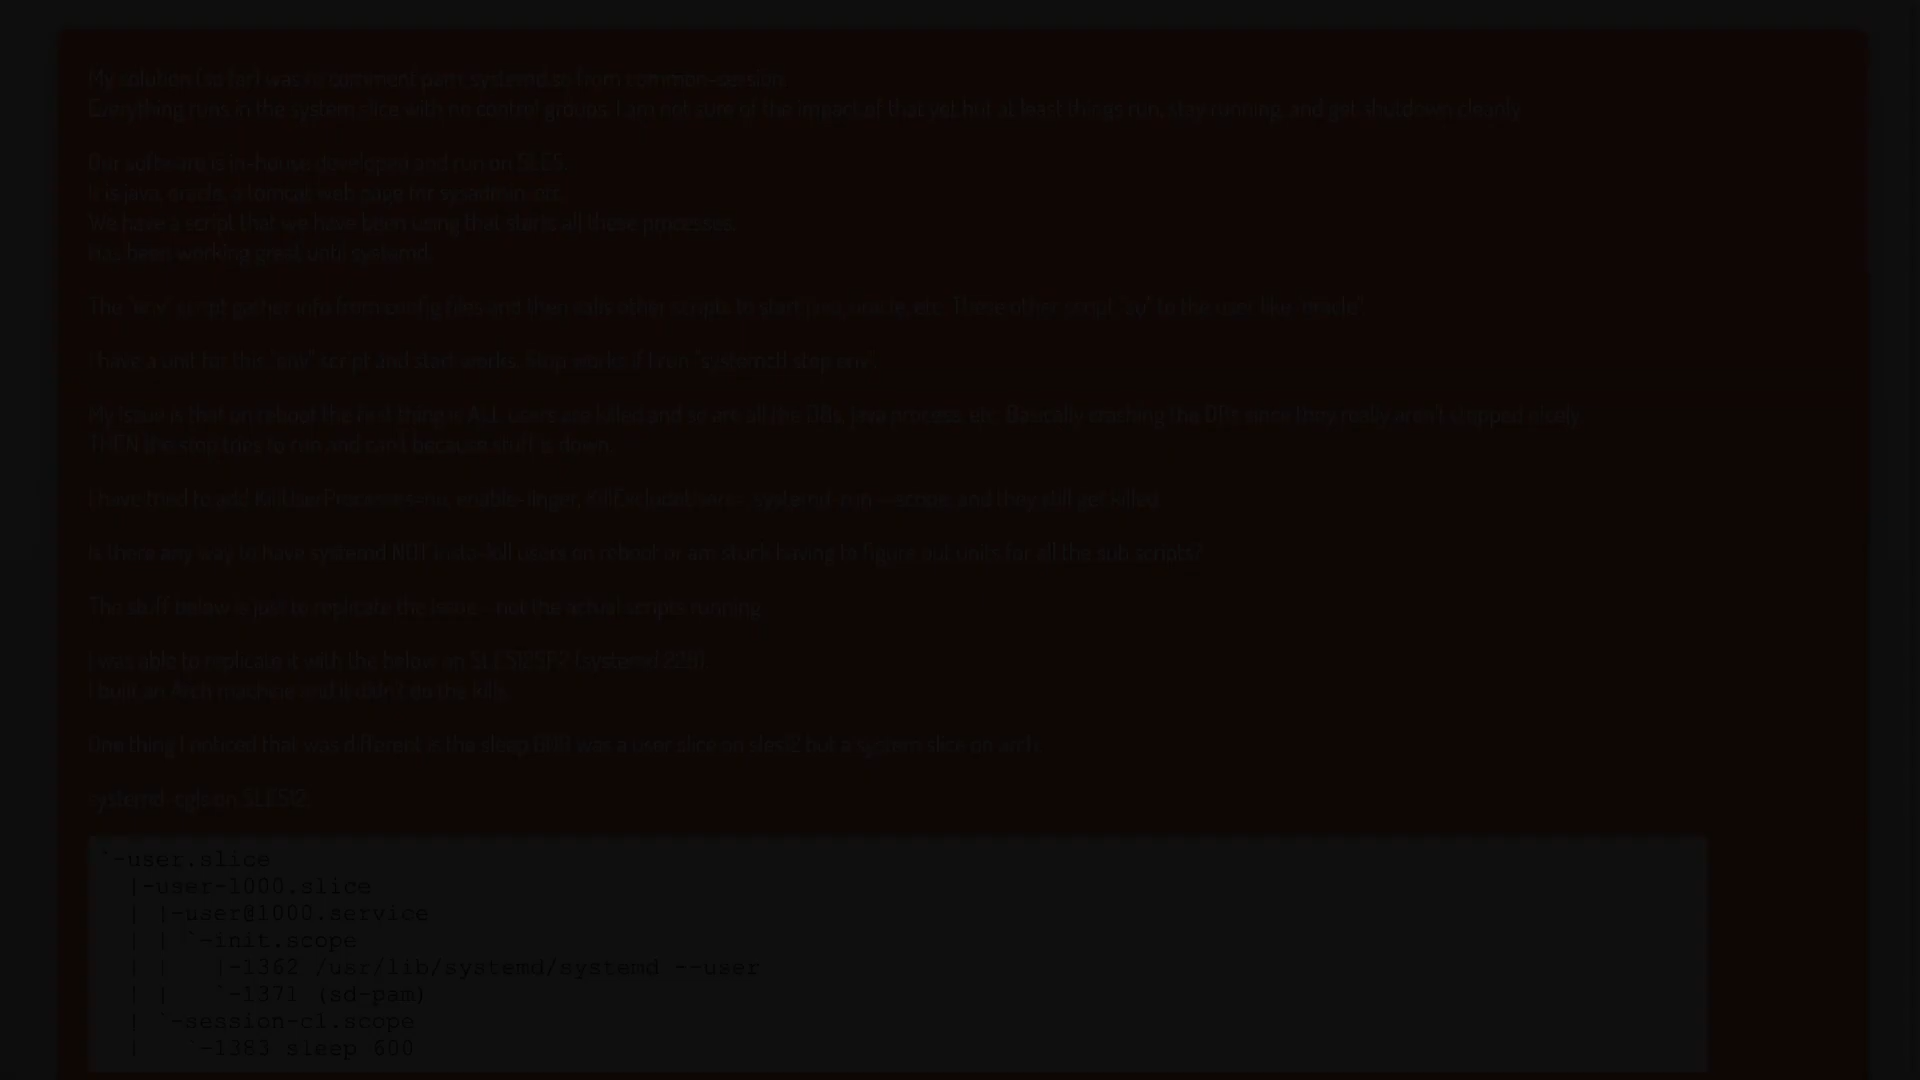 My solution (so far) was to comment pam_systemd.so from common-session.
Everything runs in the system slice with no control groups. I am not sure of the impact of that yet but at least things run, stay running, and get shutdown cleanly
Our software is in-house developed and run on SLES.
It is java, oracle, a tomcat web page for sysadmin, etc.
We have a script that we have been using that starts all these processes.
Has been working great until systemd.
The script gather info from config files and then calls other scripts to start java, oracle, etc. These other script 'su' to the user like 'oracle'.
I have a unit for this script and start works. Stop works if I run 'systemctl stop
My issue is that on reboot the first thing is ALL users are killed and so are all the DBs, java process, etc. Basically crashing the DBs since they really aren't stopped nicely.
THEN the stop tries to run and can't because stuff is down.
I have tried to add KillUserProcesses=no, enable-linger, systemd-run --scope, and they still get killed.
Is there any way to have systemd NOT auto-kill users on reboot or am stuck having to figure out units for all the sub scripts?
The stuff below is just to replicate the issue - not the actual scripts running.
I was able to replicate it with the below on SLES12SP2 (systemd 228)
I built an Arch machine and it didn't do the kills.
One thing I noticed that was different is the sleep 600 was a user slice on sles12 but a system slice on arch
systemd-cgls on SLES12
`-user.slice
  |-user-1000.slice
  | |-user@1000.service
  | | `-init.scope
  | |   |-1362 /usr/lib/systemd/systemd --user
  | |   `-1371 (sd-pam)
  | `-session-c1.scope
  |   `-1383 sleep 600